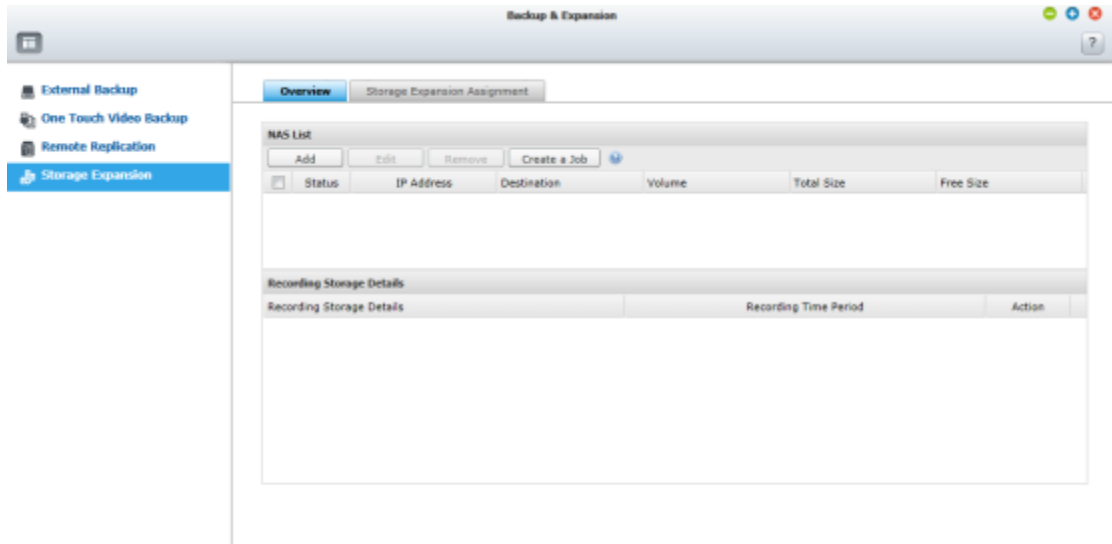 Backup & Expansion
?
External Backup
One Touch Video Backup
Remote Replication
Storage Expansion
Overview Storage Expansion Assignment
NAS List
Add Edit Remove Create a Job
Status IP Address Destination Volume Total Size Free Size
Recording Storage Details
Recording Storage Details Recording Time Period Action